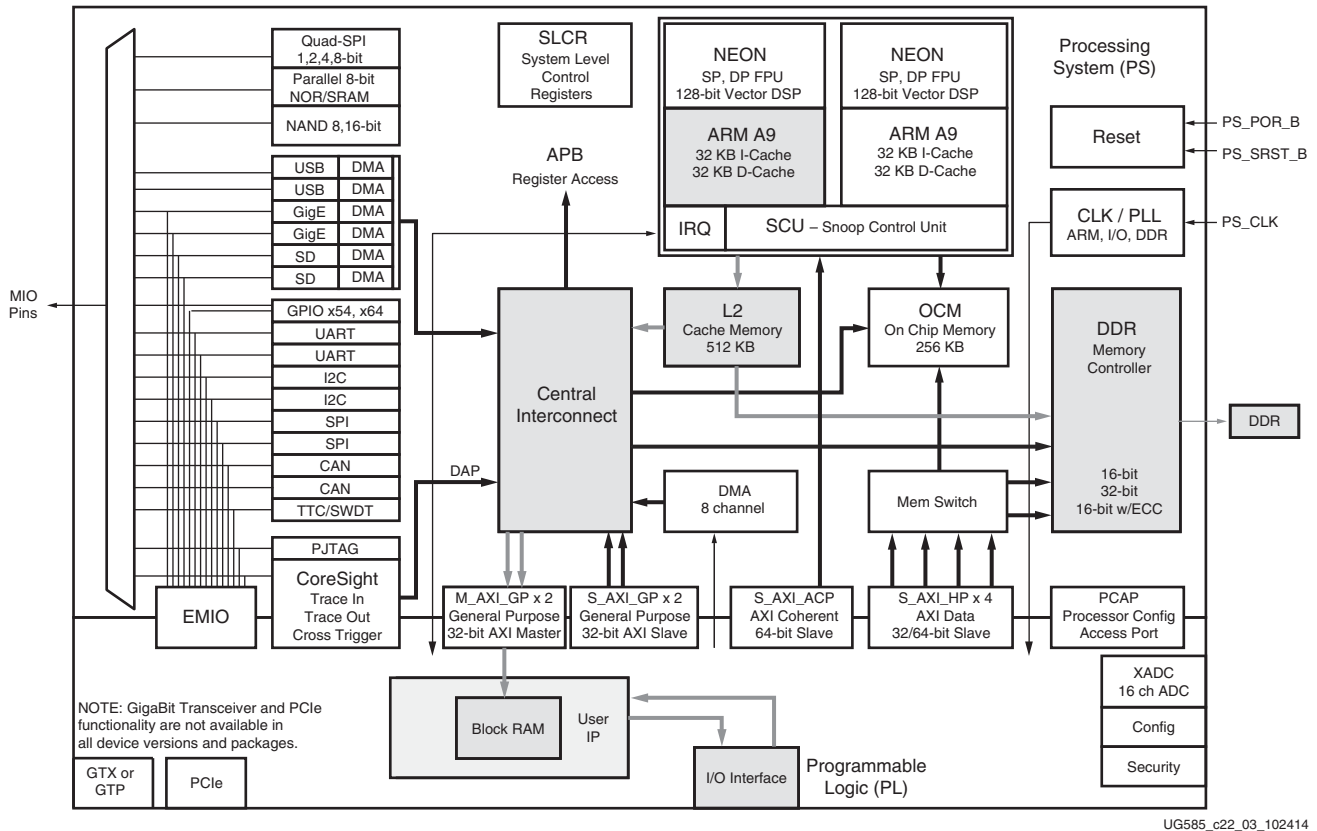 Quad-SPI
1,2,4,8-bit
Parallel 8-bit
NOR/SRAM
NAND 8,16-bit
USB DMA
USB DMA
GigE DMA
GigE DMA
SD DMA
SD DMA
GPIO x54, x64
UART
UART
I2C
I2C
SPI
SPI
CAN
CAN
TTC/SWDT
PJTAG
CoreSight
Trace In
Trace Out
Cross Trigger
MIO
Pins
EMIO
SLCR
System Level
Control
Registers
APB
Register Access
NEON
SP, DP FPU
128-bit Vector DSP
ARM A9
32 KB I-Cache
32 KB D-Cache
NEON
SP, DP FPU
128-bit Vector DSP
ARM A9
32 KB I-Cache
32 KB D-Cache
IRQ
SCU – Snoop Control Unit
Processing
System (PS)
Reset
PS_POR_B
PS_SRST_B
CLK / PLL
ARM, I/O, DDR
PS_CLK
Central
Interconnect
DAP
L2
Cache Memory
512 KB
OCM
On Chip Memory
256 KB
DDR
Memory
Controller
16-bit
32-bit
16-bit w/ECC
DDR
DMA
8 channel
Mem Switch
M_AXI_GP x 2
General Purpose
32-bit AXI Master
S_AXI_GP x 2
General Purpose
32-bit AXI Slave
S_AXI_ACP
AXI Coherent
64-bit Slave
S_AXI_HP x 4
AXI Data
32/64-bit Slave
PCAP
Processor Config
Access Port
XADC
16 ch ADC
Config
Security
NOTE: GigaBit Transceiver and PCIe
functionality are not available in
all device versions and packages.
GTX or
GTP
PCIe
Block RAM
User
IP
I/O Interface
Programmable
Logic (PL)
UG585_c22_03_102414